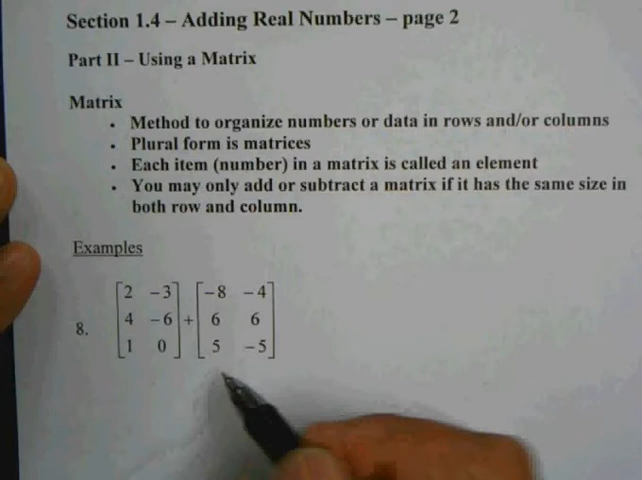 Section 1.4 – Adding Real Numbers – page 2
Part II – Using a Matrix
Matrix
• Method to organize numbers or data in rows and/or columns
• Plural form is matrices
• Each item (number) in a matrix is called an element
• You may only add or subtract a matrix if it has the same size in
both row and column.
Examples
8. [2 −3] [−8 −4]
[4 −6] + [6 6]
[1 0] [5 −5]